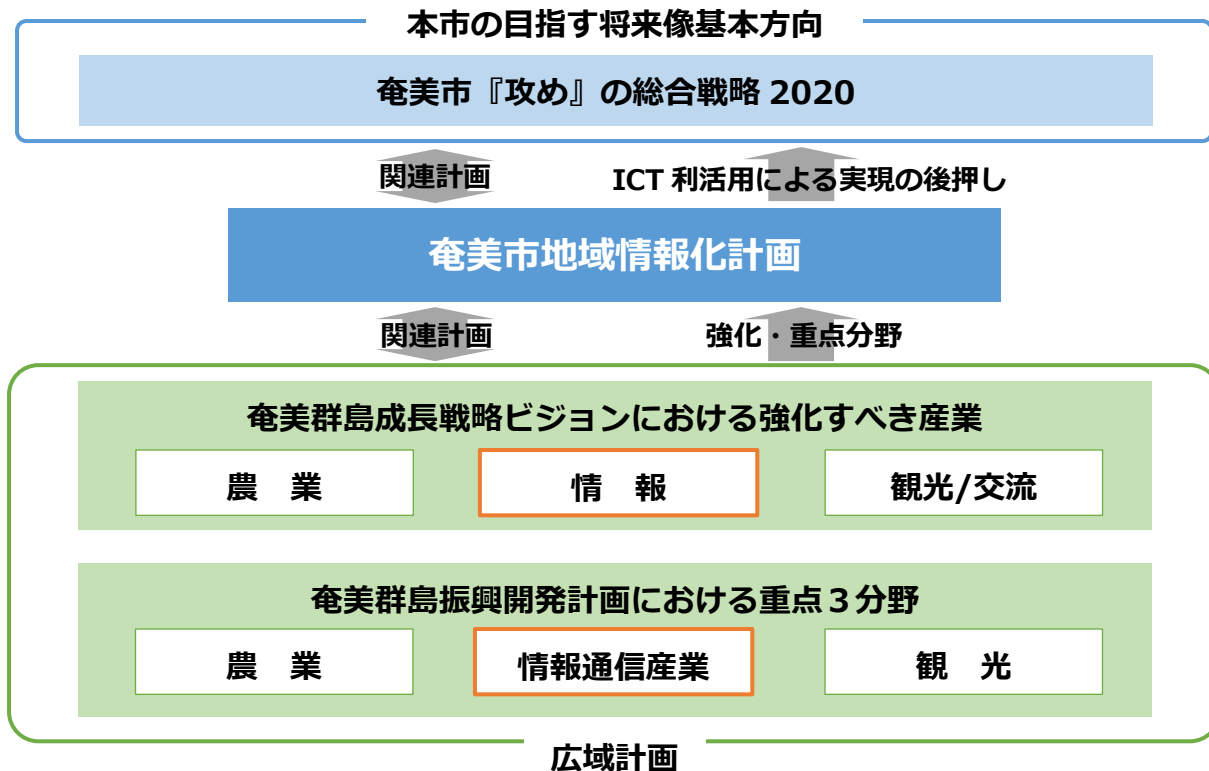 本市の目指す将来像基本方向
奄美市『攻め』の総合戦略 2020
関連計画
ICT 利活用による実現の後押し
奄美市地域情報化計画
関連計画
強化・重点分野
奄美群島成長戦略ビジョンにおける強化すべき産業
農　業
情　報
観光/交流
奄美群島振興開発計画における重点３分野
農　業
情報通信産業
観　光
広域計画